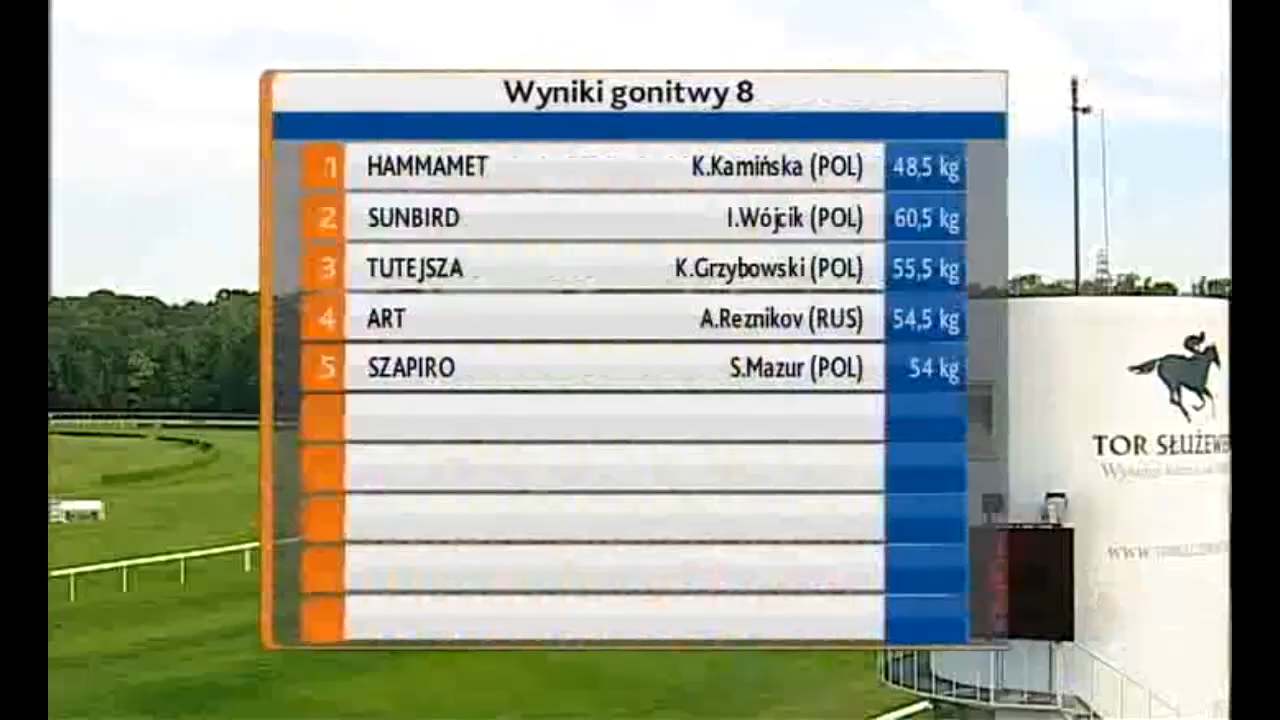 Wyniki gonitwy 8
1 HAMMAMET K.Kamińska (POL) 48,5 kg
2 SUNBIRD I.Wójcik (POL) 60,5 kg
3 TUTEJSZA K.Grzybowski (POL) 55,5 kg
4 ART A.Reznikov (RUS) 54,5 kg
5 SZAPIRO S.Mazur (POL) 54 kg
TOR SŁUŻEW